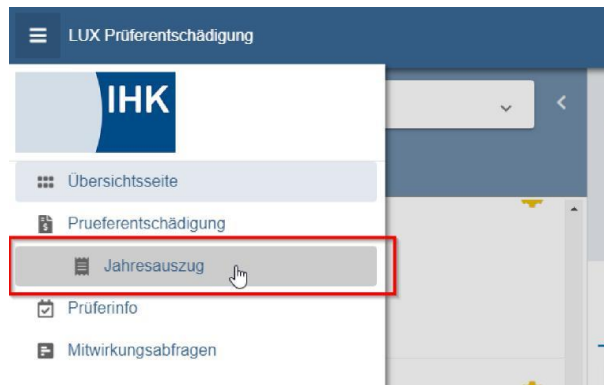 LUX Prüferentschädigung
IHK
Übersichtsseite
Prueferentschädigung
Jahresauszug
Prüferinfo
Mitwirkungsabfragen